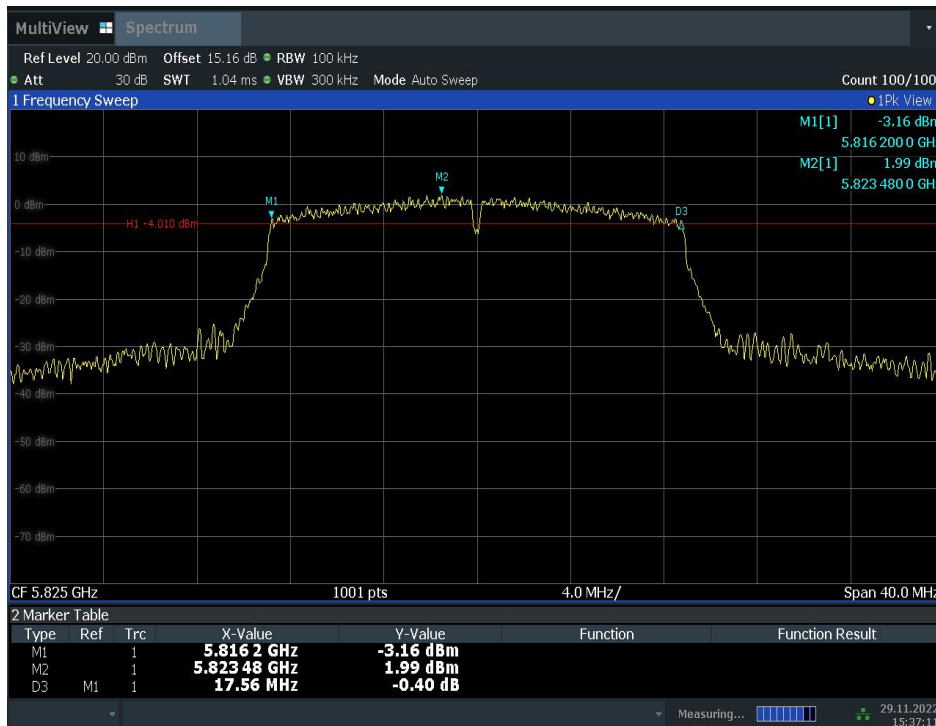 MultiView Spectrum
Ref Level 20.00 dBm Offset 15.16 dB RBW 100 kHz
Att 30 dB SWT 1.04 ms VBW 300 kHz Mode Auto Sweep Count 100/100
1 Frequency Sweep 1Pk View
M1[1] -3.16 dBm
5.816 200 0 GHz
10 dBm
M2[1] 1.99 dBm
5.823 480 0 GHz
M2
M1
0 dBm
D3
H1 -4.010 dBm
-10 dBm
-20 dBm
-30 dBm
-40 dBm
-50 dBm
-60 dBm
-70 dBm
CF 5.825 GHz 1001 pts 4.0 MHz/ Span 40.0 MHz
2 Marker Table
Type Ref Trc X-Value Y-Value Function Function Result
M1 1 5.816 2 GHz -3.16 dBm
M2 1 5.823 48 GHz 1.99 dBm
D3 M1 1 17.56 MHz -0.40 dB
Measuring... 29.11.2022
15:37:11